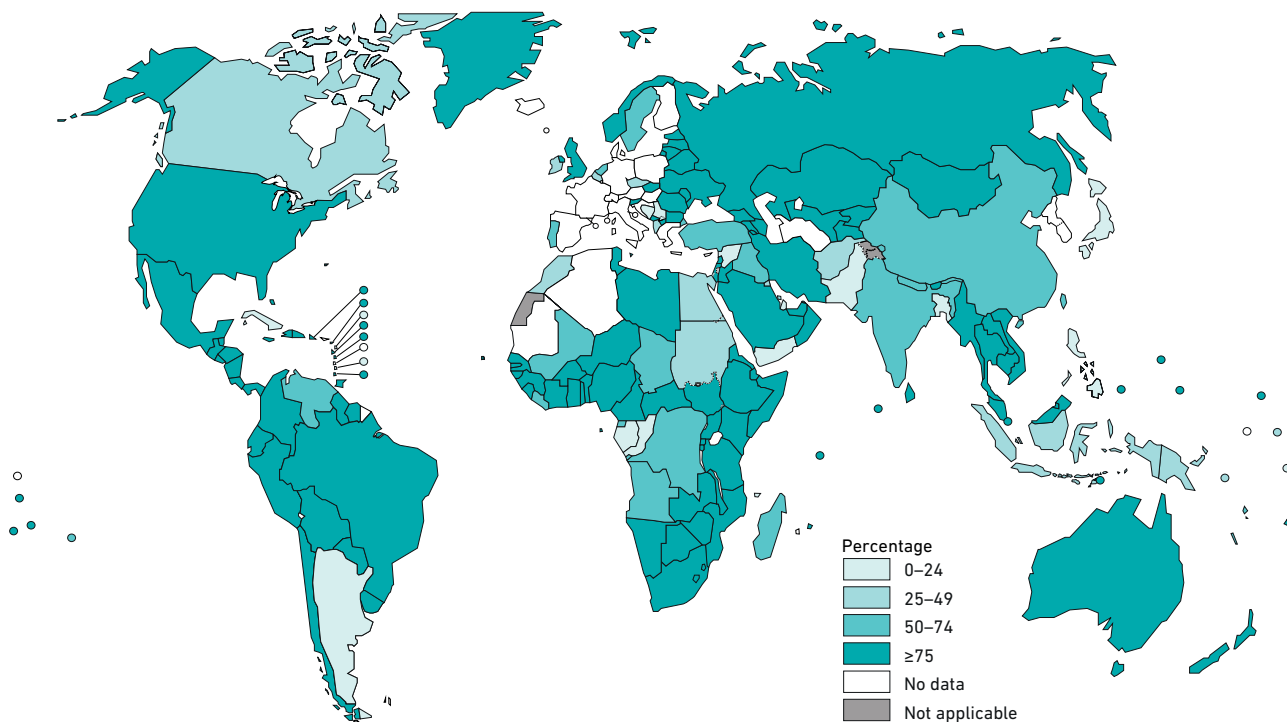 Percentage
0–24
25–49
50–74
≥75
No data
Not applicable